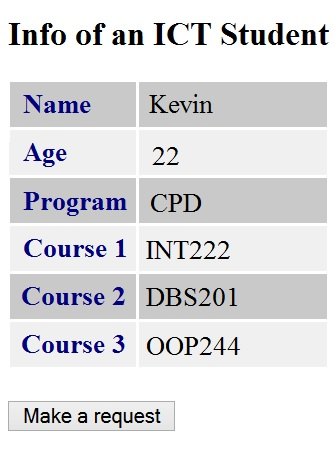 Info of an ICT Student
Name Kevin
Age 22
Program CPD
Course 1 INT222
Course 2 DBS201
Course 3 OOP244
Make a request